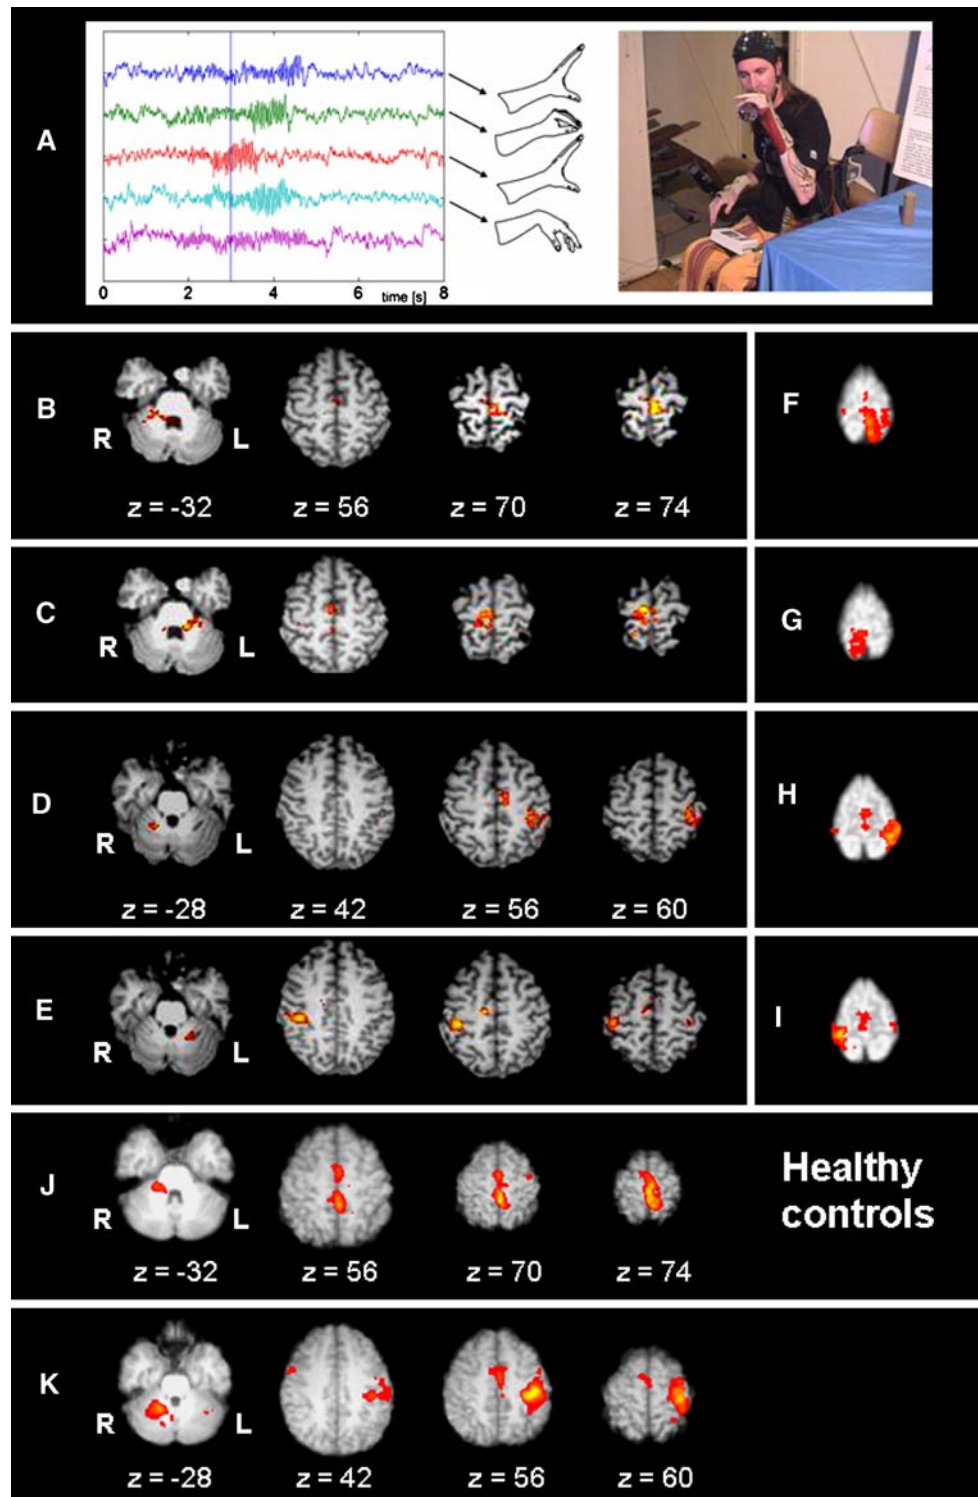 A
0 2 4 6 time [s] 8
B
R L
z = -32 z = 56 z = 70 z = 74
F
C
R L
G
D
R L
z = -28 z = 42 z = 56 z = 60
H
E
R L
I
J
R L
z = -32 z = 56 z = 70 z = 74
Healthy
controls
K
R L
z = -28 z = 42 z = 56 z = 60